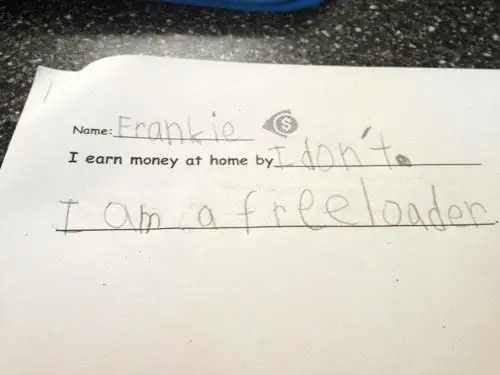 Name: Frankie $
I earn money at home by I don't.
I am a freeloader